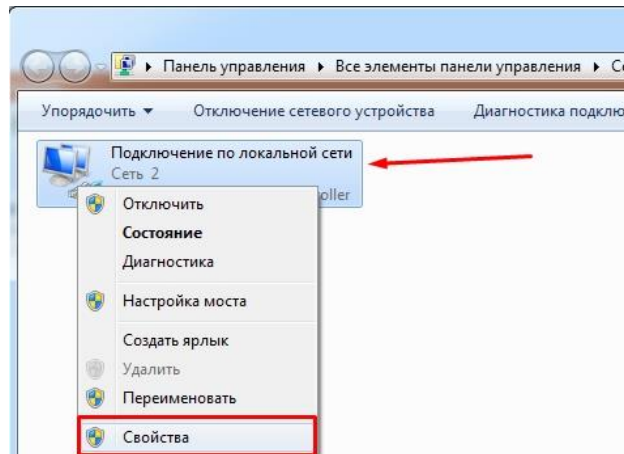 Панель управления ▸ Все элементы панели управления ▸
Упорядочить ▾ Отключение сетевого устройства Диагностика
Подключение по локальной сети
Сеть 2
Отключить
Состояние
Диагностика
Настройка моста
Создать ярлык
Удалить
Переименовать
Свойства